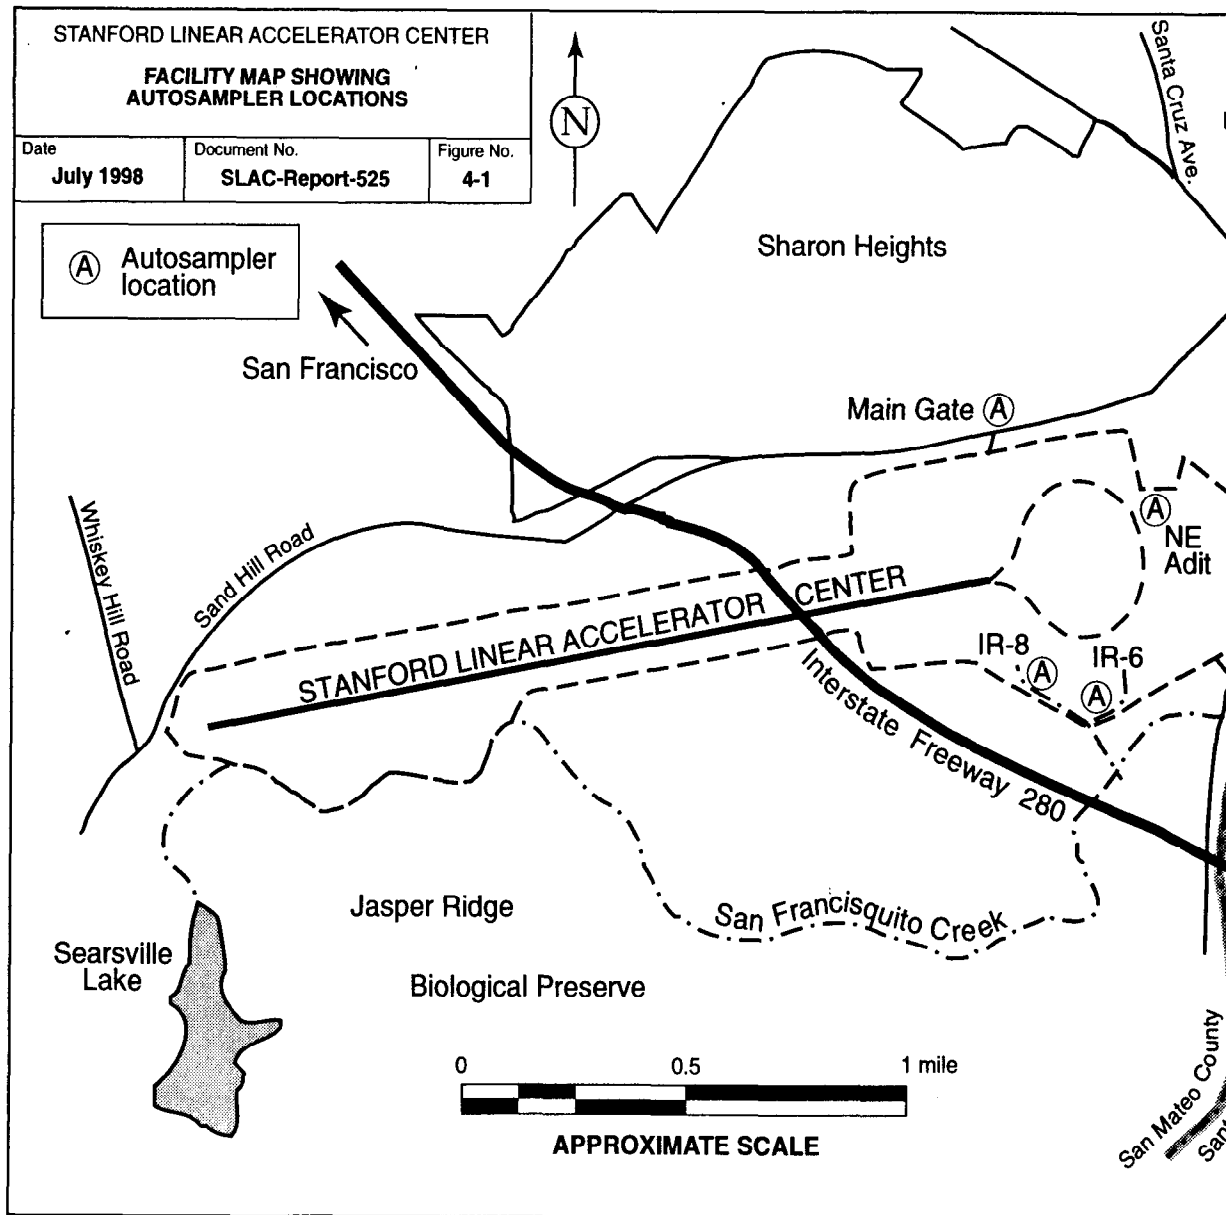 STANFORD LINEAR ACCELERATOR CENTER
FACILITY MAP SHOWING
AUTOSAMPLER LOCATIONS
Date
July 1998
Document No.
SLAC-Report-525
Figure No.
4-1
N
Santa Cruz Ave.
A Autosampler
location
Sharon Heights
San Francisco
Main Gate A
Whiskey Hill Road
Sand Hill Road
A
NE
Adit
STANFORD LINEAR ACCELERATOR CENTER
IR-8
A
IR-6
A
Interstate Freeway 280
Jasper Ridge
San Francisquito Creek
Searsville
Lake
Biological Preserve
0 0.5 1 mile
APPROXIMATE SCALE
San Mateo County